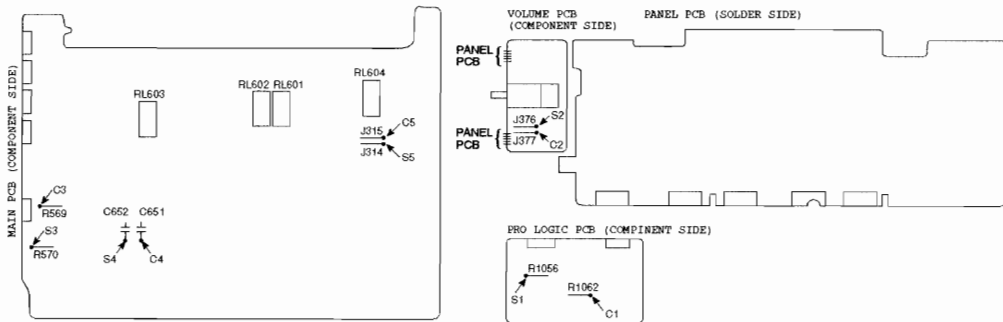 MAIN PCB (COMPONENT SIDE)
RL603
RL602 RL601
RL604
J315
C5
J314
S5
C3
R569
S3
R570
C652 C651
S4
C4
VOLUME PCB
(COMPONENT SIDE)
PANEL
PCB
J376
S2
PANEL
PCB
J377
C2
PANEL PCB (SOLDER SIDE)
PRO LOGIC PCB (COMPINENT SIDE)
R1056
S1
R1062
C1